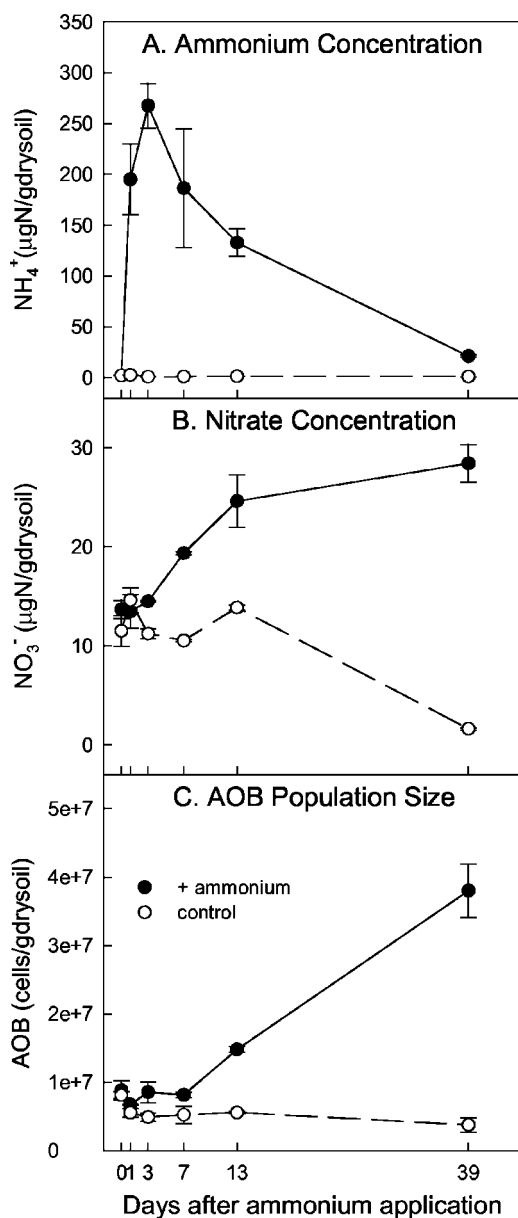 A. Ammonium Concentration
350
300
250
200
150
100
50
0
NH₄⁺(µgN/gdrysoil)
B. Nitrate Concentration
30
20
10
0
NO₃⁻ (µgN/gdrysoil)
C. AOB Population Size
5e+7
4e+7
3e+7
2e+7
1e+7
0
AOB (cells/gdrysoil)
+ ammonium
control
0 1 3 7 13 39
Days after ammonium application